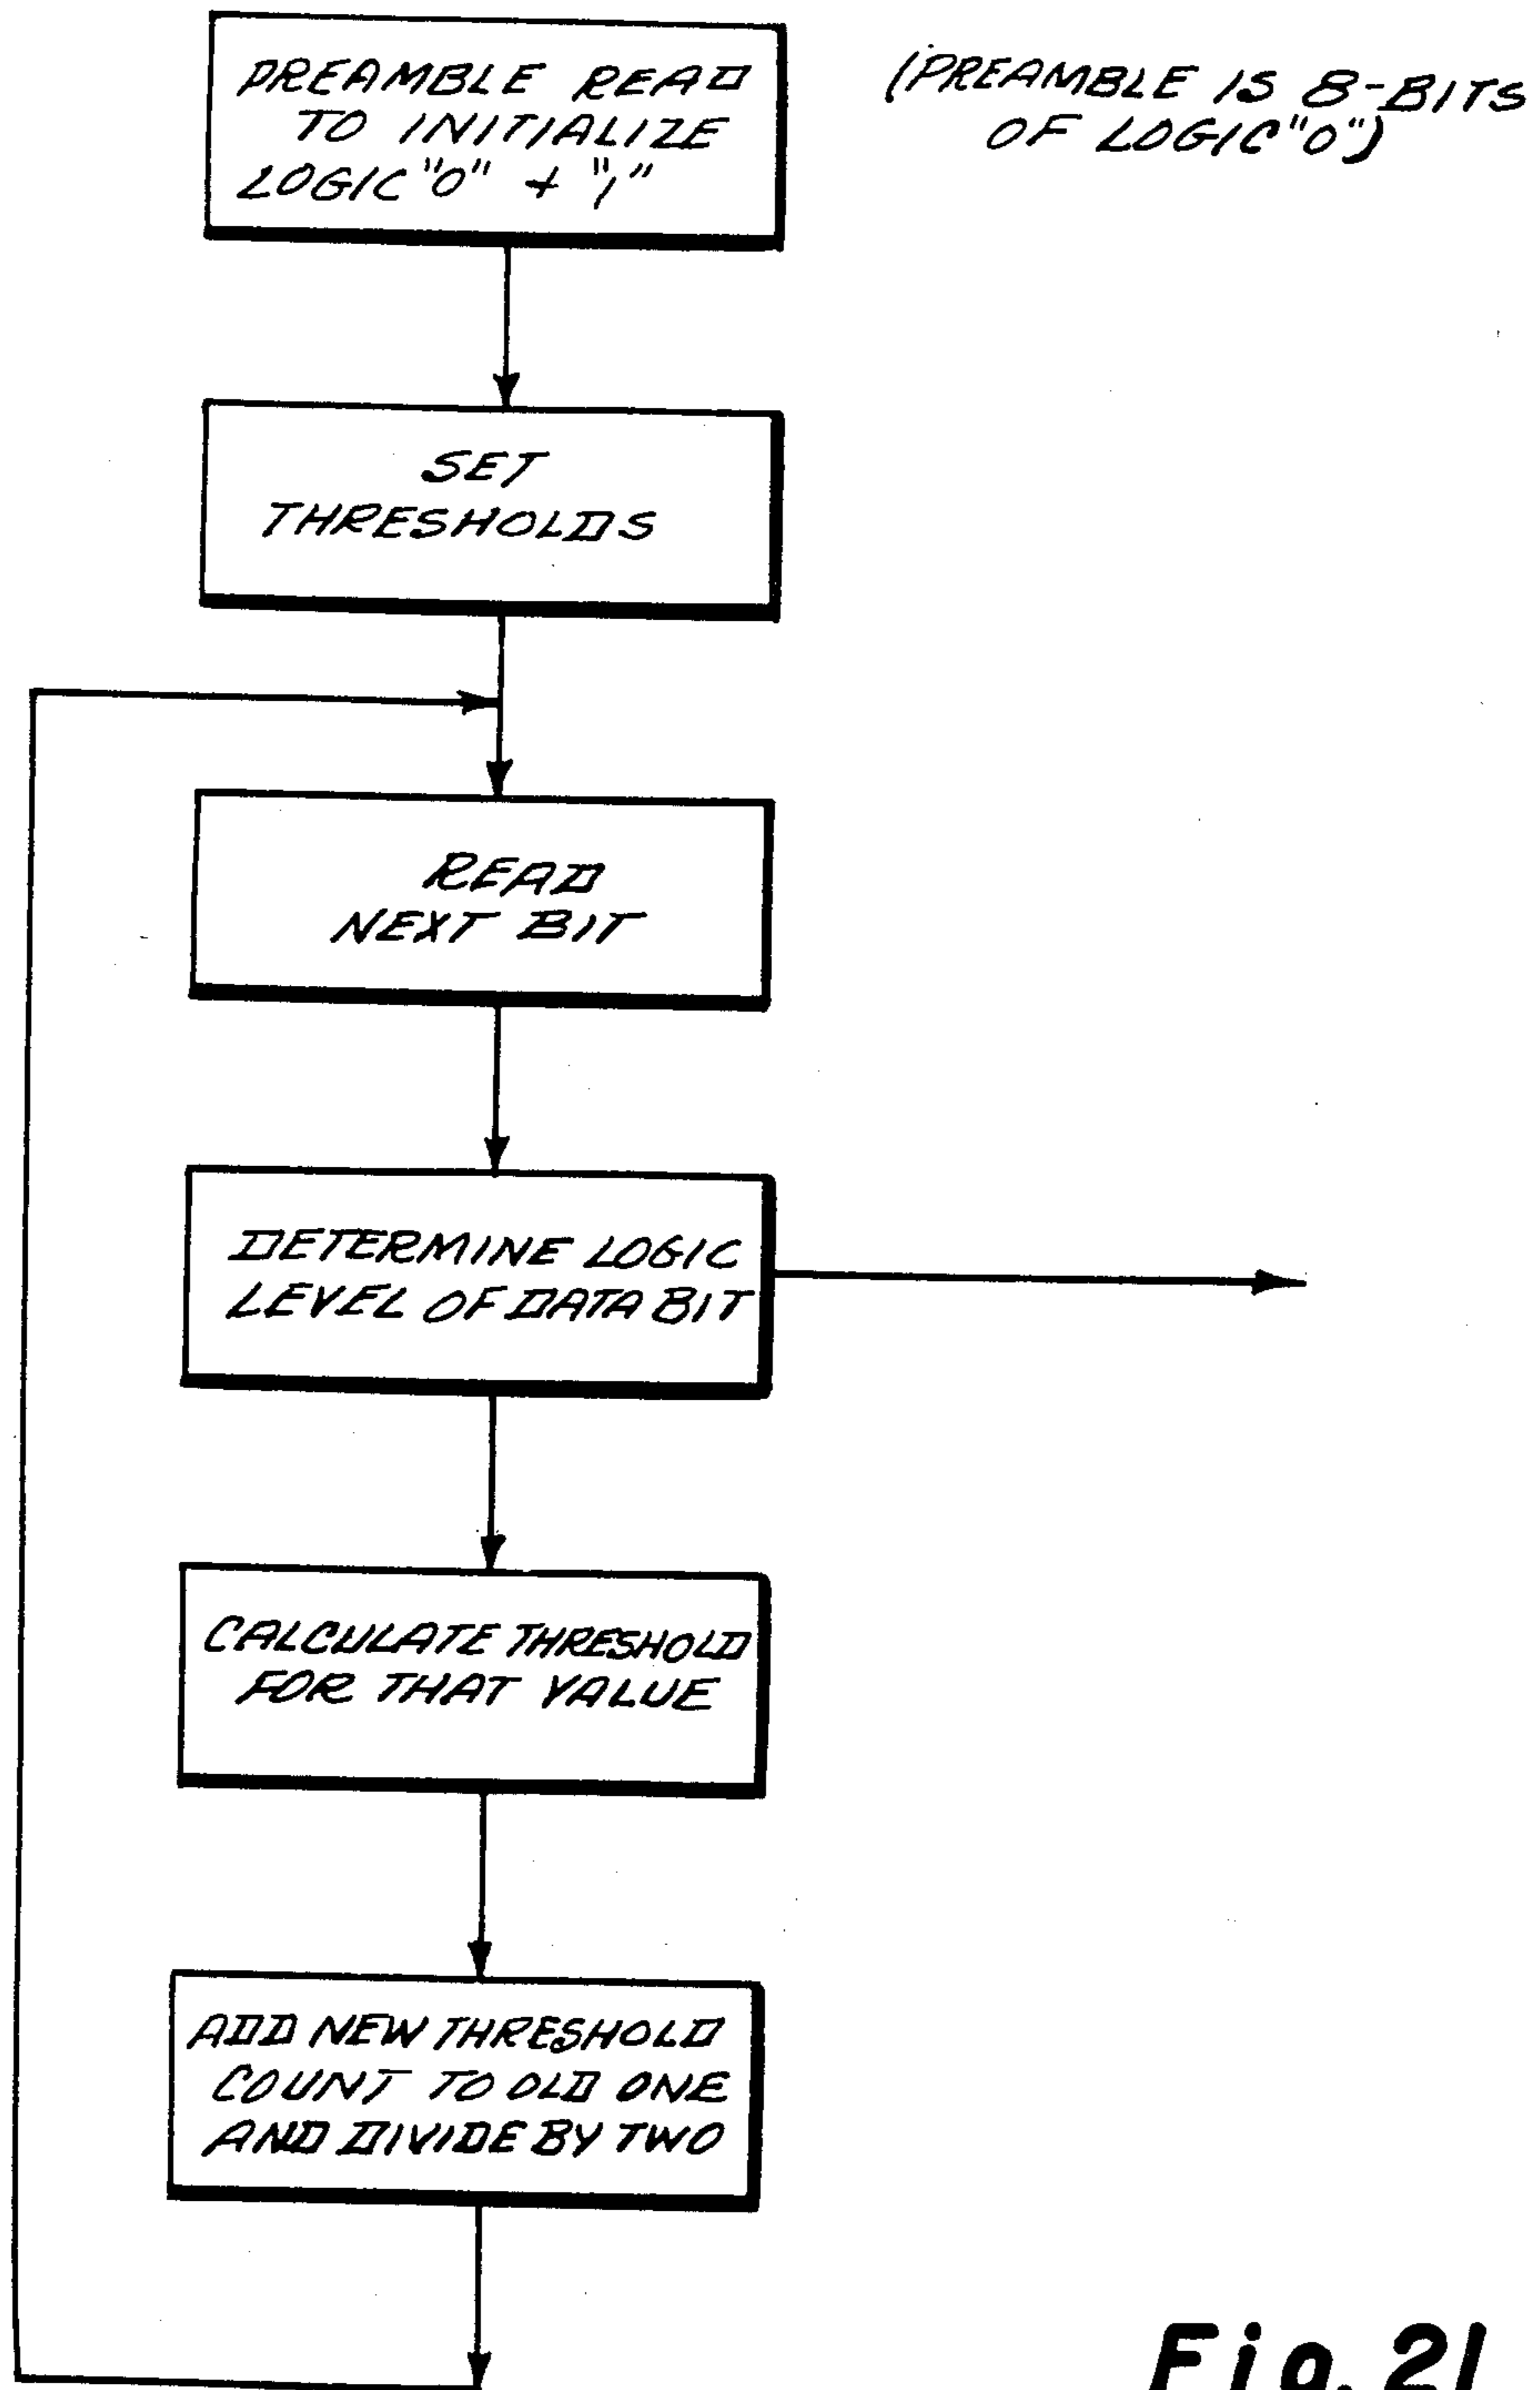 PREAMBLE READ
TO INITIALIZE
LOGIC "0" + "1"
(PREAMBLE IS 8-BITS
OF LOGIC "0")
SET
THRESHOLDS
READ
NEXT BIT
DETERMINE LOGIC
LEVEL OF DATA BIT
CALCULATE THRESHOLD
FOR THAT VALUE
ADD NEW THRESHOLD
COUNT TO OLD ONE
AND DIVIDE BY TWO
Fig. 21